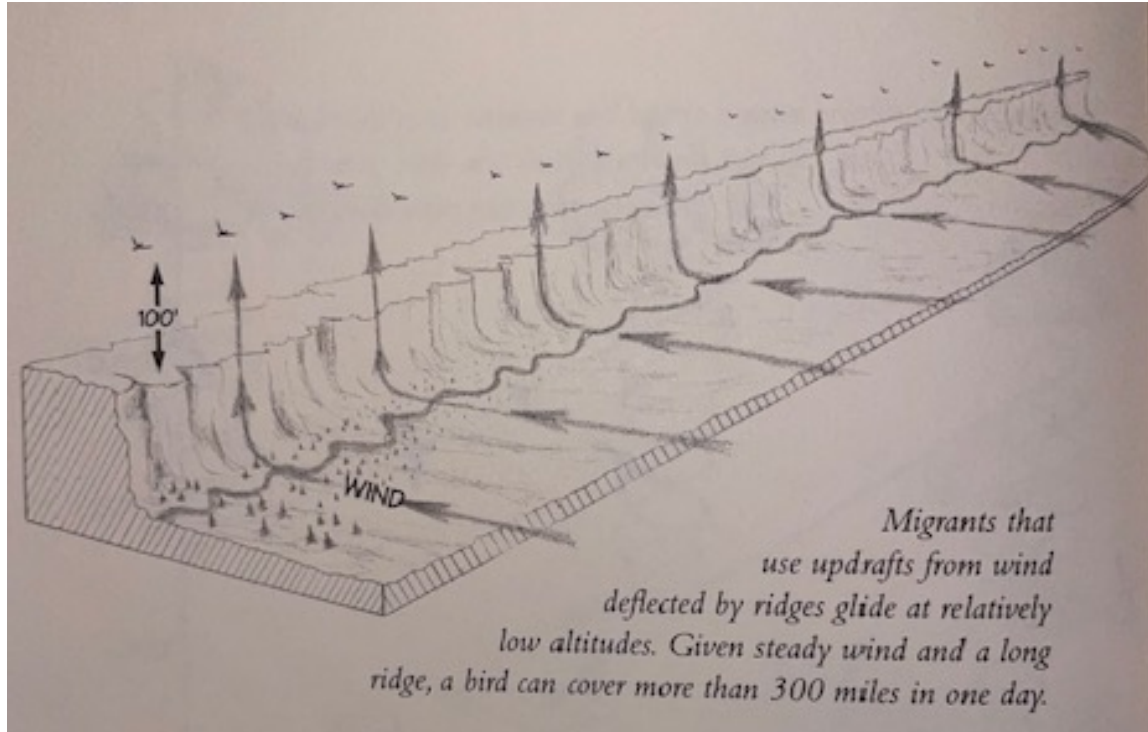 100'
WIND
Migrants that
use updrafts from wind
deflected by ridges glide at relatively
low altitudes. Given steady wind and a long
ridge, a bird can cover more than 300 miles in one day.